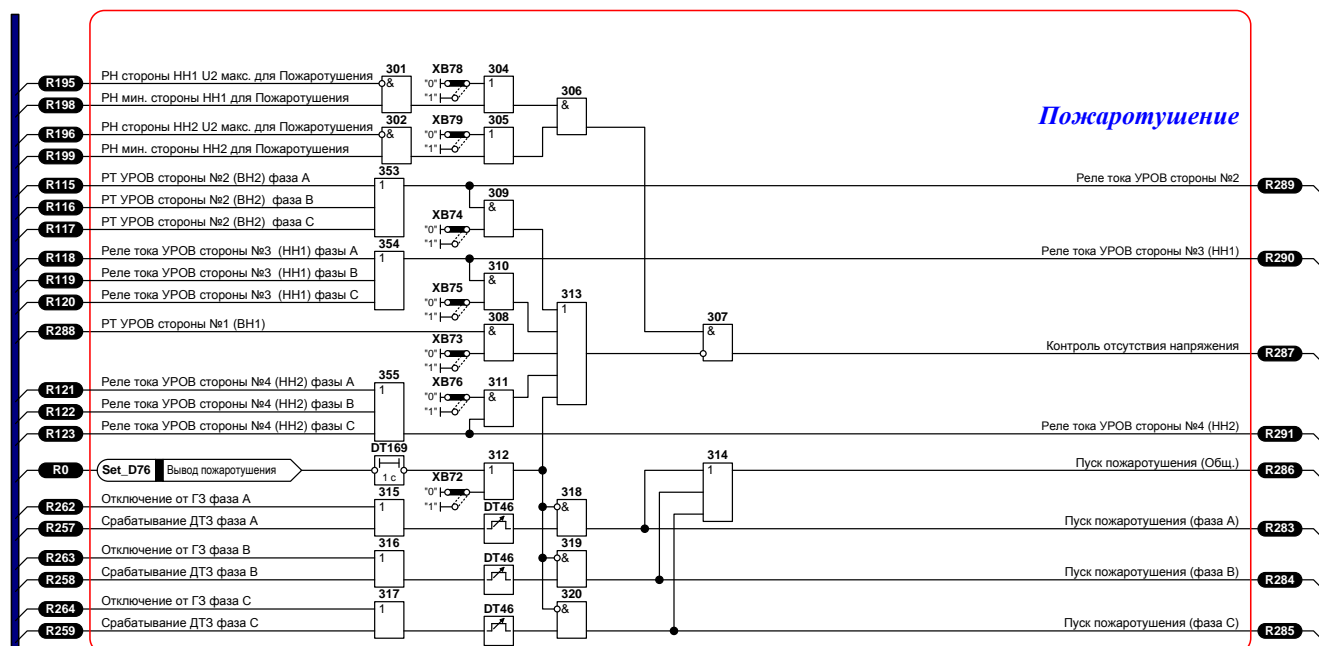 Пожаротушение
R195 РН стороны НН1 U2 макс. для Пожаротушения 301 & XB78 "0" "1" 304 1
R198 РН мин. стороны НН1 для Пожаротушения 306 &
R196 РН стороны НН2 U2 макс. для Пожаротушения 302 & XB79 "0" "1" 305 1
R199 РН мин. стороны НН2 для Пожаротушения
R115 РТ УРОВ стороны №2 (ВН2) фаза А 353 1 Реле тока УРОВ стороны №2 R289
R116 РТ УРОВ стороны №2 (ВН2) фаза В 309 &
R117 РТ УРОВ стороны №2 (ВН2) фаза С XB74 "0" "1"
R118 Реле тока УРОВ стороны №3 (НН1) фазы А 354 1 Реле тока УРОВ стороны №3 (НН1) R290
R119 Реле тока УРОВ стороны №3 (НН1) фазы В 310 &
R120 Реле тока УРОВ стороны №3 (НН1) фазы С XB75 "0" "1" 313 1
R288 РТ УРОВ стороны №1 (ВН1) 308 & 307 &
XB73 "0" "1" Контроль отсутствия напряжения R287
R121 Реле тока УРОВ стороны №4 (НН2) фазы А 355 1 XB76 "0" "1" 311 &
R122 Реле тока УРОВ стороны №4 (НН2) фазы В
R123 Реле тока УРОВ стороны №4 (НН2) фазы С Реле тока УРОВ стороны №4 (НН2) R291
R0 Set_D76 Вывод пожаротушения DT169 1 с 312 1 314 1 Пуск пожаротушения (Общ.) R286
XB72 "0" "1"
R262 Отключение от ГЗ фаза А 315 1 318 &
R257 Срабатывание ДТЗ фаза А DT46 Пуск пожаротушения (фаза А) R283
R263 Отключение от ГЗ фаза В 316 1 319 &
R258 Срабатывание ДТЗ фаза В DT46 Пуск пожаротушения (фаза В) R284
R264 Отключение от ГЗ фаза С 317 1 320 &
R259 Срабатывание ДТЗ фаза С DT46 Пуск пожаротушения (фаза С) R285